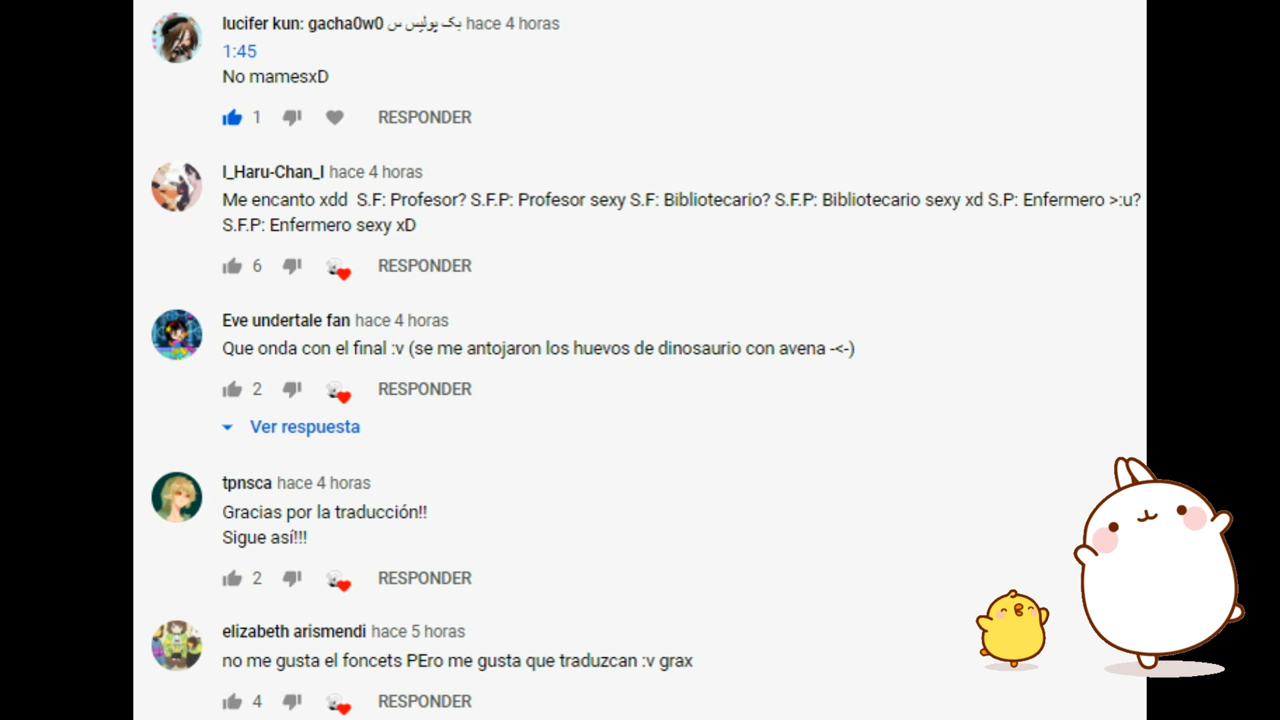 lucifer kun: gacha0w0 بک پولیس س hace 4 horas
1:45
No mamesxD
1 RESPONDER
I_Haru-Chan_I hace 4 horas
Me encanto xdd S.F: Profesor? S.F.P: Profesor sexy S.F: Bibliotecario? S.F.P: Bibliotecario sexy xd S.P: Enfermero >:u?
S.F.P: Enfermero sexy xD
6 RESPONDER
Eve undertale fan hace 4 horas
Que onda con el final :v (se me antojaron los huevos de dinosaurio con avena -<-)
2 RESPONDER
Ver respuesta
tpnsca hace 4 horas
Gracias por la traducción!!
Sigue así!!!
2 RESPONDER
elizabeth arismendi hace 5 horas
no me gusta el foncets PEro me gusta que traduzcan :v grax
4 RESPONDER